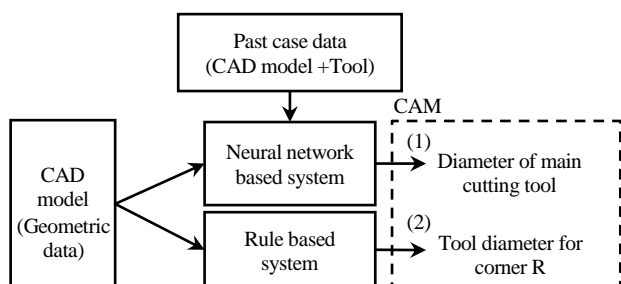 Past case data
(CAD model +Tool)
CAM
CAD
model
(Geometric
data)
Neural network
based system
(1)
Diameter of main
cutting tool
Rule based
system
(2)
Tool diameter for
corner R